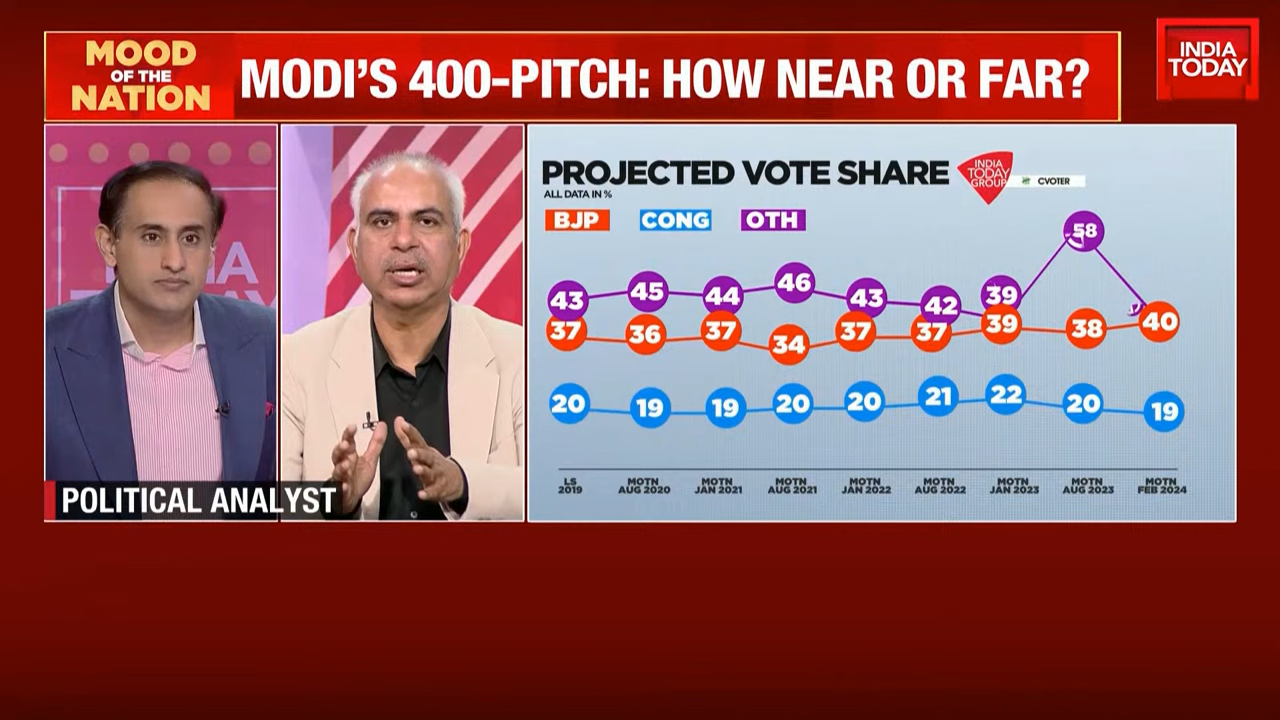 MOOD
OF THE
NATION
MODI'S 400-PITCH: HOW NEAR OR FAR?
INDIA
TODAY
PROJECTED VOTE SHARE
INDIA
TODAY
GROUP
CVOTER
ALL DATA IN %
BJP CONG OTH
43 45 44 46 43 42 39 58
37 36 37 34 37 37 39 38 40
20 19 19 20 20 21 22 20 19
LS MOTN MOTN MOTN MOTN MOTN MOTN MOTN MOTN
2019 AUG 2020 JAN 2021 AUG 2021 JAN 2022 AUG 2022 JAN 2023 AUG 2023 FEB 2024
POLITICAL ANALYST